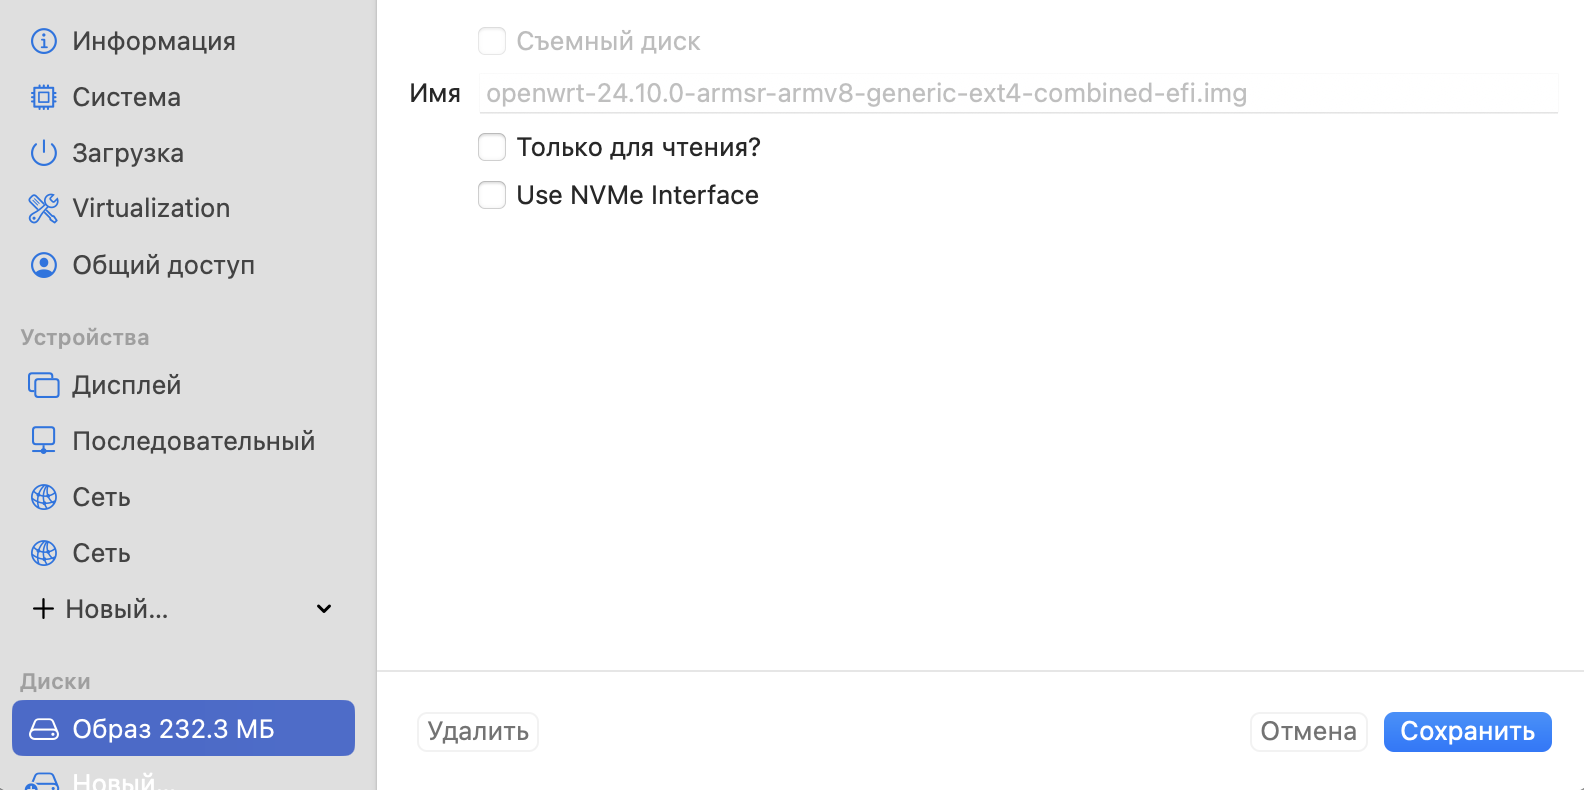 Информация
Система
Загрузка
Virtualization
Общий доступ
Устройства
Дисплей
Последовательный
Сеть
Сеть
Новый...
Диски
Образ 232.3 МБ
Новый...
Съемный диск
Имя openwrt-24.10.0-armsr-armv8-generic-ext4-combined-efi.img
Только для чтения?
Use NVMe Interface
Удалить
Отмена
Сохранить